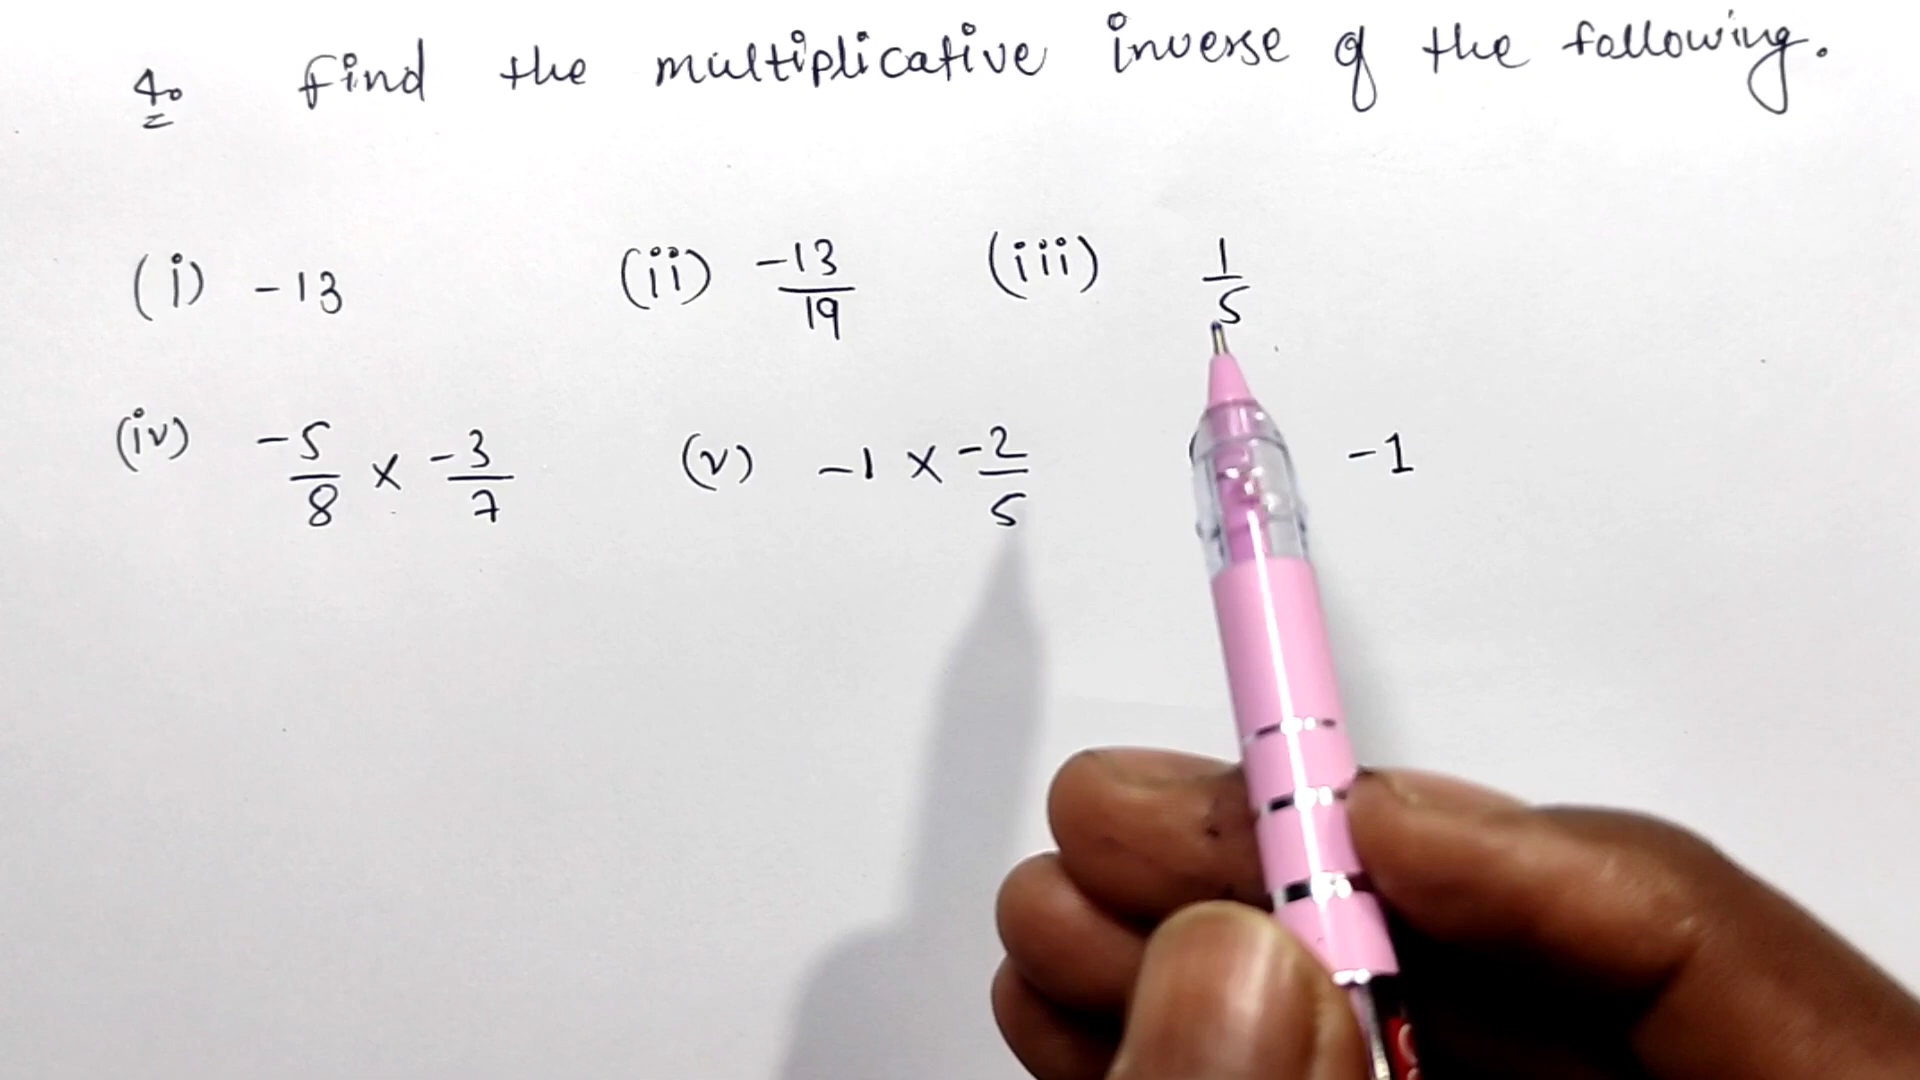 4. Find the multiplicative inverse of the following.
(i) -13 (ii) -13/19 (iii) 1/5
(iv) -5/8 × -3/7 (v) -1 × -2/5 -1